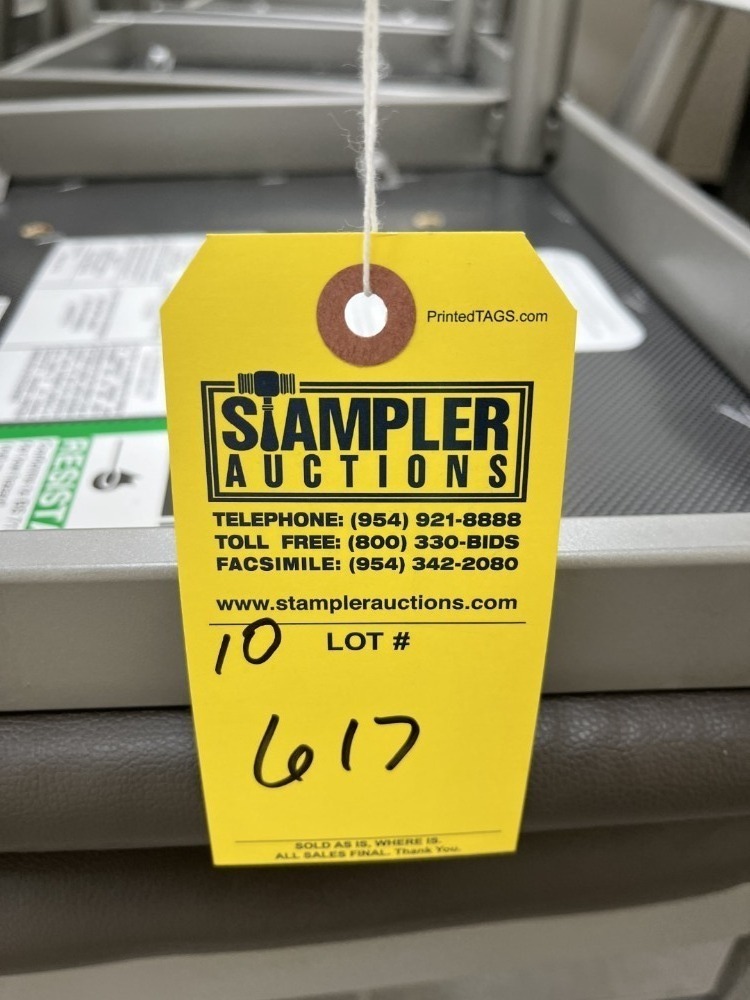 PrintedTAGS.com
STAMPLER
AUCTIONS
TELEPHONE: (954) 921-8888
TOLL FREE: (800) 330-BIDS
FACSIMILE: (954) 342-2080
www.stamplerauctions.com
10 LOT #
617
SOLD AS IS, WHERE IS.
ALL SALES FINAL. Thank You.